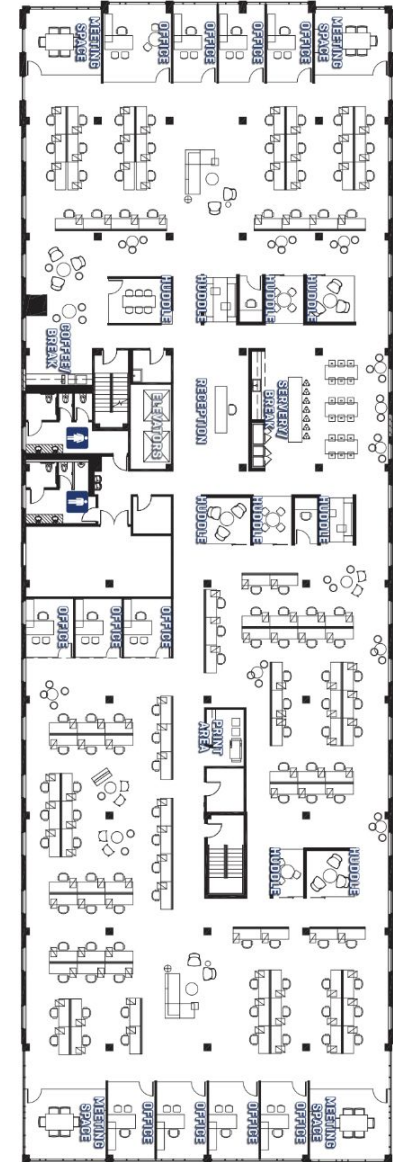 MEETING
SPACE
OFFICE
OFFICE
OFFICE
OFFICE
MEETING
SPACE
HUDDLE
HUDDLE
HUDDLE
HUDDLE
COFFEE/
BREAK
ELEVATORS
RECEPTION
SERVERY/
BREAK
HUDDLE
HUDDLE
HUDDLE
OFFICE
OFFICE
OFFICE
PRINT
AREA
HUDDLE
HUDDLE
MEETING
SPACE
OFFICE
OFFICE
OFFICE
OFFICE
MEETING
SPACE